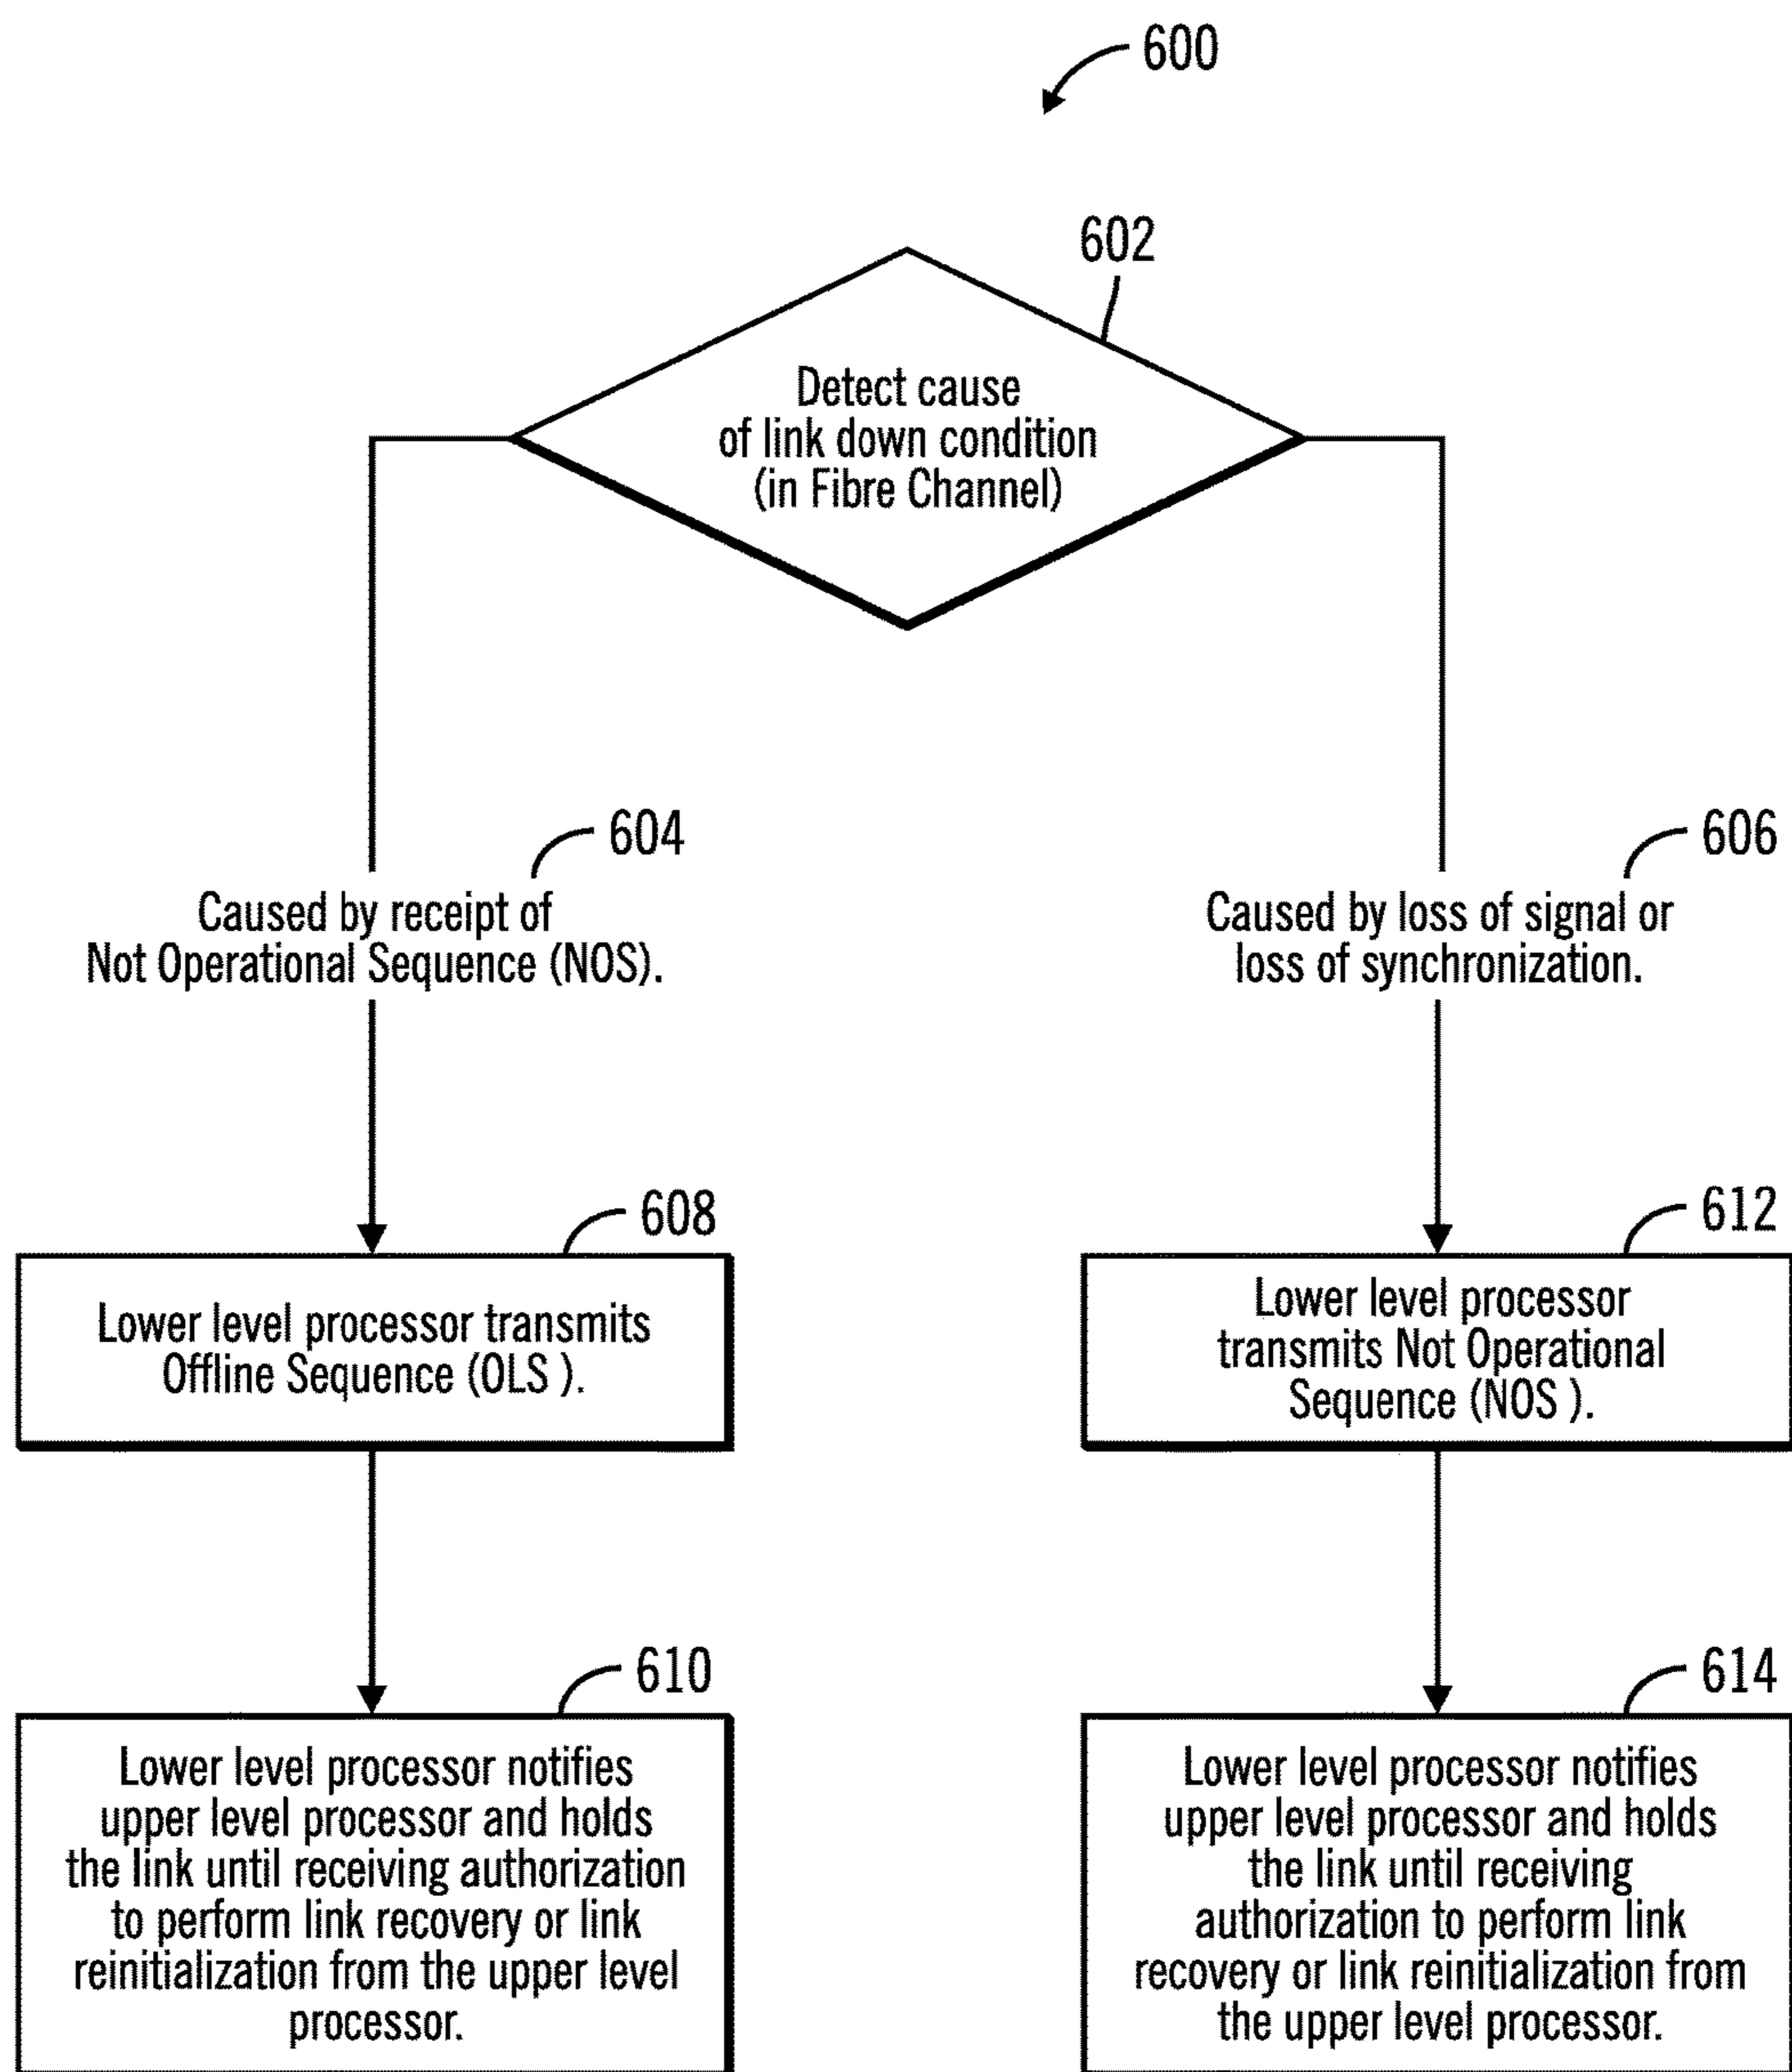 600
602
Detect cause
of link down condition
(in Fibre Channel)
604
Caused by receipt of
Not Operational Sequence (NOS).
606
Caused by loss of signal or
loss of synchronization.
608
Lower level processor transmits
Offline Sequence (OLS ).
612
Lower level processor
transmits Not Operational
Sequence (NOS ).
610
Lower level processor notifies
upper level processor and holds
the link until receiving authorization
to perform link recovery or link
reinitialization from the upper level
processor.
614
Lower level processor notifies
upper level processor and holds
the link until receiving
authorization to perform link
recovery or link reinitialization from
the upper level processor.